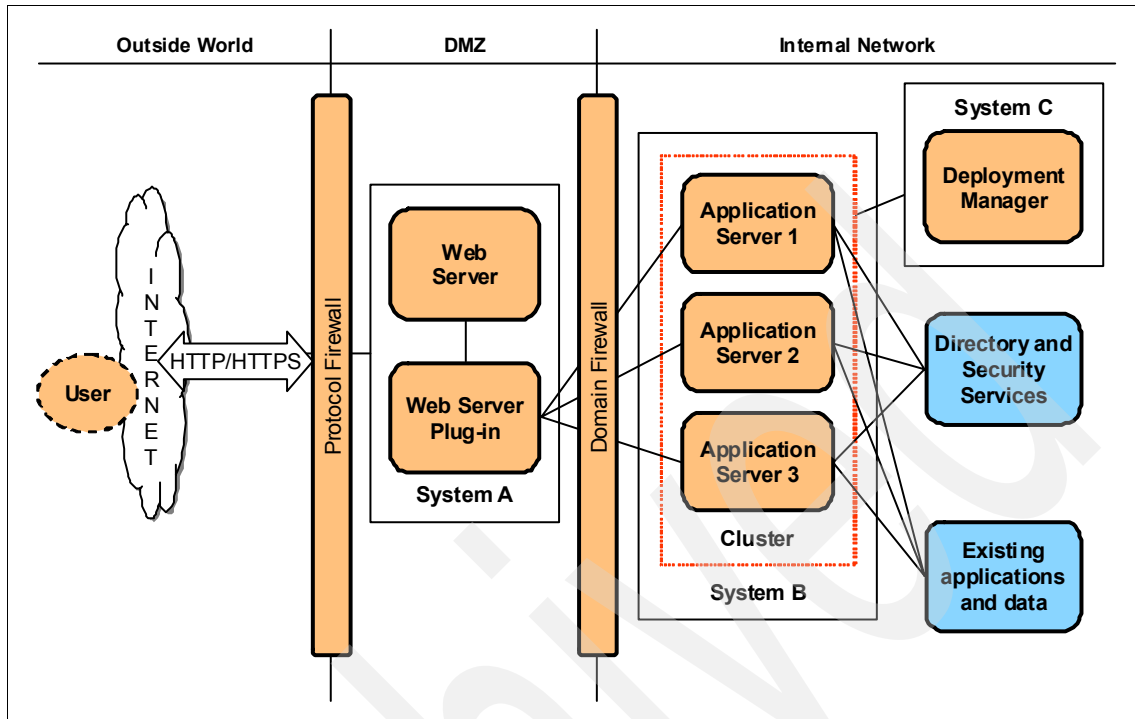 Outside World
DMZ
Internal Network
INTERNET
User
HTTP/HTTPS
Protocol Firewall
Web
Server
Web Server
Plug-in
System A
Domain Firewall
Application
Server 1
Application
Server 2
Application
Server 3
Cluster
System B
System C
Deployment
Manager
Directory and
Security
Services
Existing
applications
and data